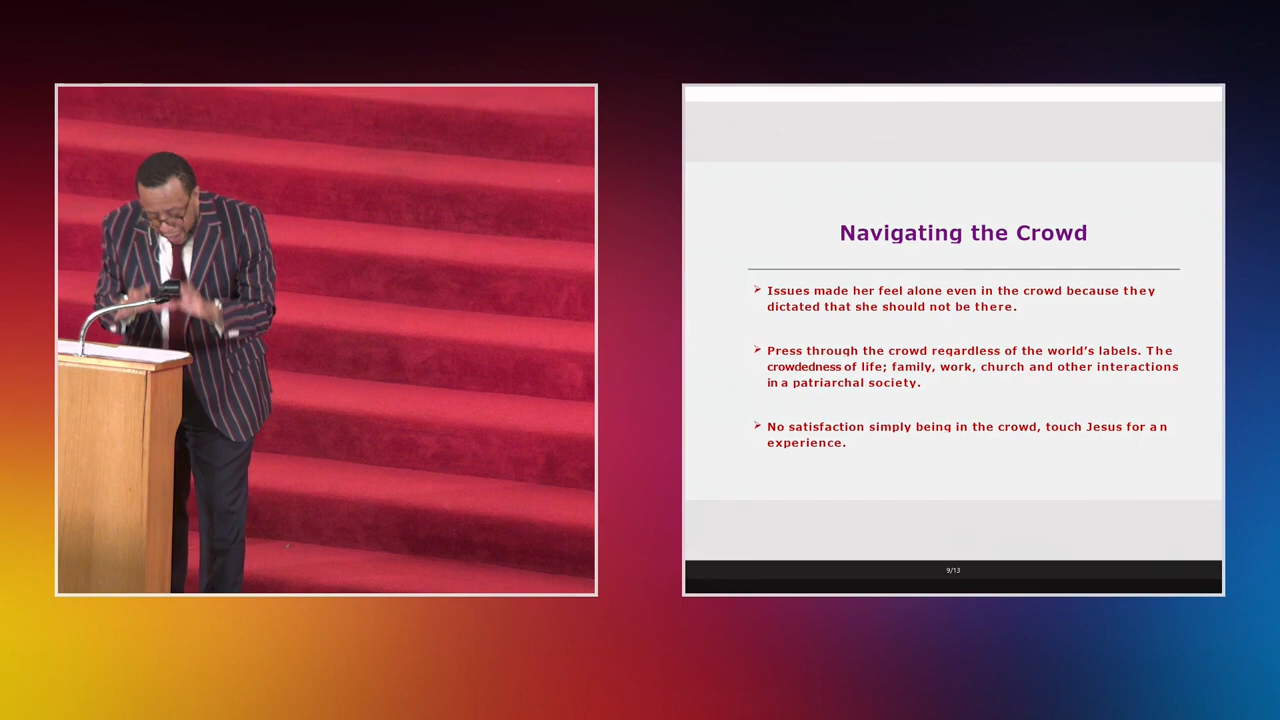 Navigating the Crowd
➢ Issues made her feel alone even in the crowd because they
dictated that she should not be there.
➢ Press through the crowd regardless of the world’s labels. The
crowdedness of life; family, work, church and other interactions
in a patriarchal society.
➢ No satisfaction simply being in the crowd, touch Jesus for an
experience.
9/13